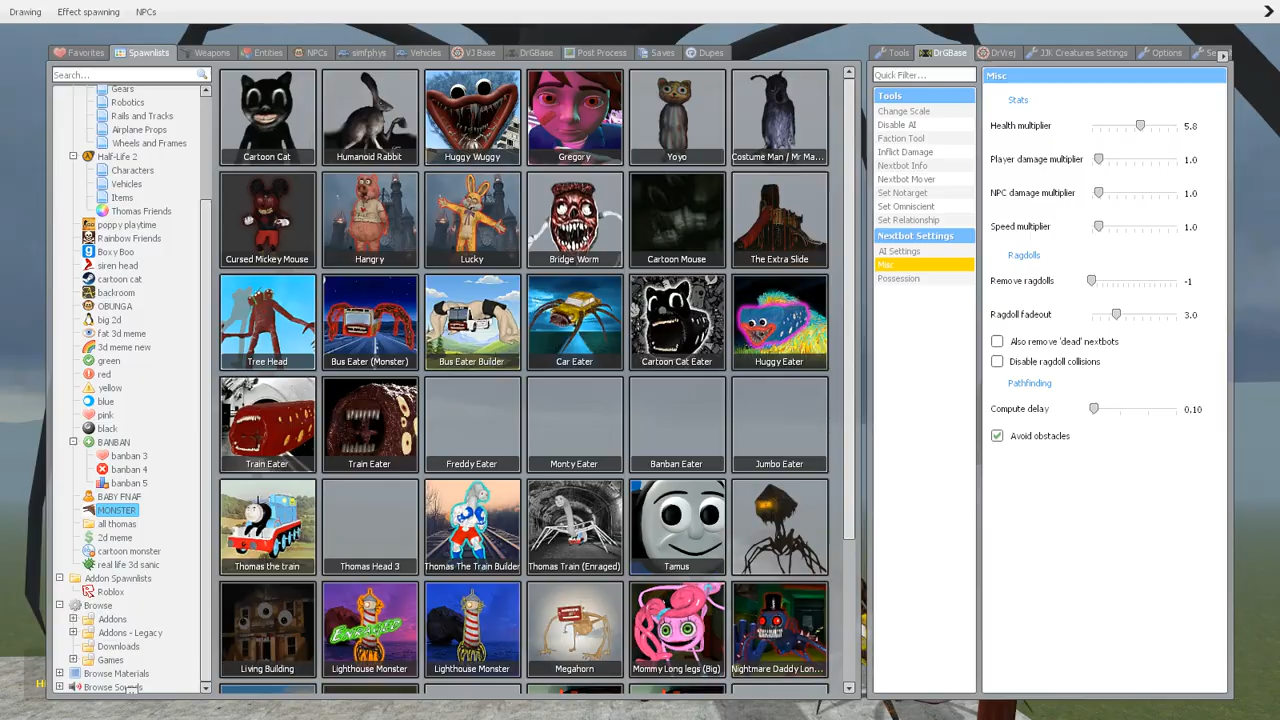 Drawing Effect spawning NPCs
Favorites Spawnlists Weapons Entities NPCs simfphys Vehicles VJ Base DrGBase Post Process Saves Dupes
Tools DrGBase DrVrej JJK Creatures Settings Options Se
Search...
Gears
Robotics
Rails and Tracks
Airplane Props
Wheels and Frames
Half-Life 2
Characters
Vehicles
Items
Thomas Friends
poppy playtime
Rainbow Friends
Boxy Boo
siren head
cartoon cat
backroom
OBUNGA
big 2d
fat 3d meme
3d meme new
green
red
yellow
blue
pink
black
BANBAN
banban 3
banban 4
banban 5
BABY FNAF
MONSTER
all thomas
2d meme
cartoon monster
real life 3d sanic
Addon Spawnlists
Roblox
Browse
Addons
Addons - Legacy
Downloads
Games
Browse Materials
Browse Sounds
Cartoon Cat Humanoid Rabbit Huggy Wuggy Gregory Yoyo Costume Man / Mr Ma...
Cursed Mickey Mouse Hangry Lucky Bridge Worm Cartoon Mouse The Extra Slide
Tree Head Bus Eater (Monster) Bus Eater Builder Car Eater Cartoon Cat Eater Huggy Eater
Train Eater Train Eater Freddy Eater Monty Eater Banban Eater Jumbo Eater
Thomas the train Thomas Head 3 Thomas The Train Builder Thomas Train (Enraged) Tamus
ENRAGED
Living Building Lighthouse Monster Lighthouse Monster Megahorn Mommy Long legs (Big) Nightmare Daddy Lon...
Quick Filter...
Tools
Change Scale
Disable AI
Faction Tool
Inflict Damage
Nextbot Info
Nextbot Mover
Set Notarget
Set Omniscient
Set Relationship
Nextbot Settings
AI Settings
Misc
Possession
Misc
Stats
Health multiplier 5.8
Player damage multiplier 1.0
NPC damage multiplier 1.0
Speed multiplier 1.0
Ragdolls
Remove ragdolls -1
Ragdoll fadeout 3.0
Also remove 'dead' nextbots
Disable ragdoll collisions
Pathfinding
Compute delay 0.10
Avoid obstacles